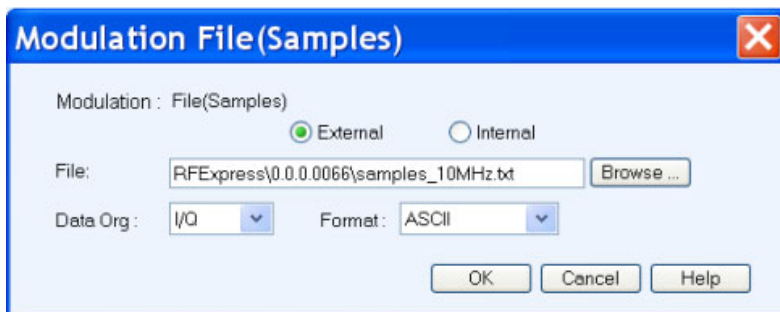 Modulation File(Samples)
Modulation : File(Samples)
External Internal
File: RFExpress\0.0.0.0066\samples_10MHz.txt Browse ...
Data Org : I/Q Format : ASCII
OK Cancel Help